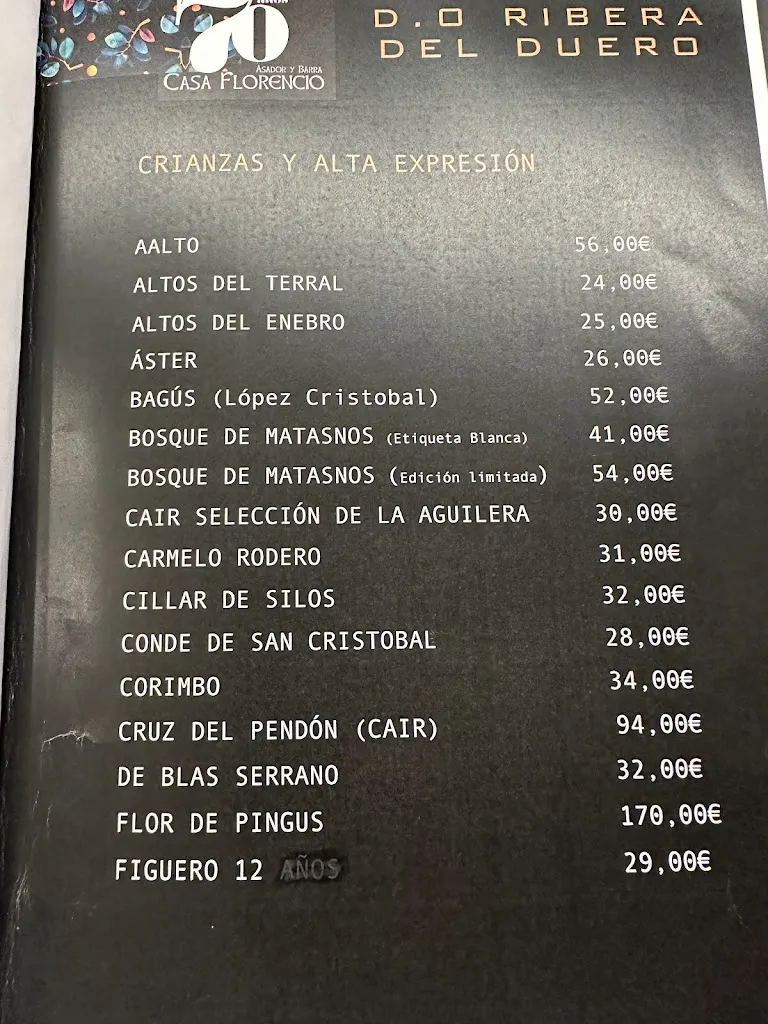 70
ASADOR Y BARRA
CASA FLORENCIO
D.O RIBERA
DEL DUERO
CRIANZAS Y ALTA EXPRESIÓN
AALTO 56,00€
ALTOS DEL TERRAL 24,00€
ALTOS DEL ENEBRO 25,00€
ÁSTER 26,00€
BAGÚS (López Cristobal) 52,00€
BOSQUE DE MATASNOS (Etiqueta Blanca) 41,00€
BOSQUE DE MATASNOS (Edición limitada) 54,00€
CAIR SELECCIÓN DE LA AGUILERA 30,00€
CARMELO RODERO 31,00€
CILLAR DE SILOS 32,00€
CONDE DE SAN CRISTOBAL 28,00€
CORIMBO 34,00€
CRUZ DEL PENDÓN (CAIR) 94,00€
DE BLAS SERRANO 32,00€
FLOR DE PINGUS 170,00€
FIGUERO 12 AÑOS 29,00€